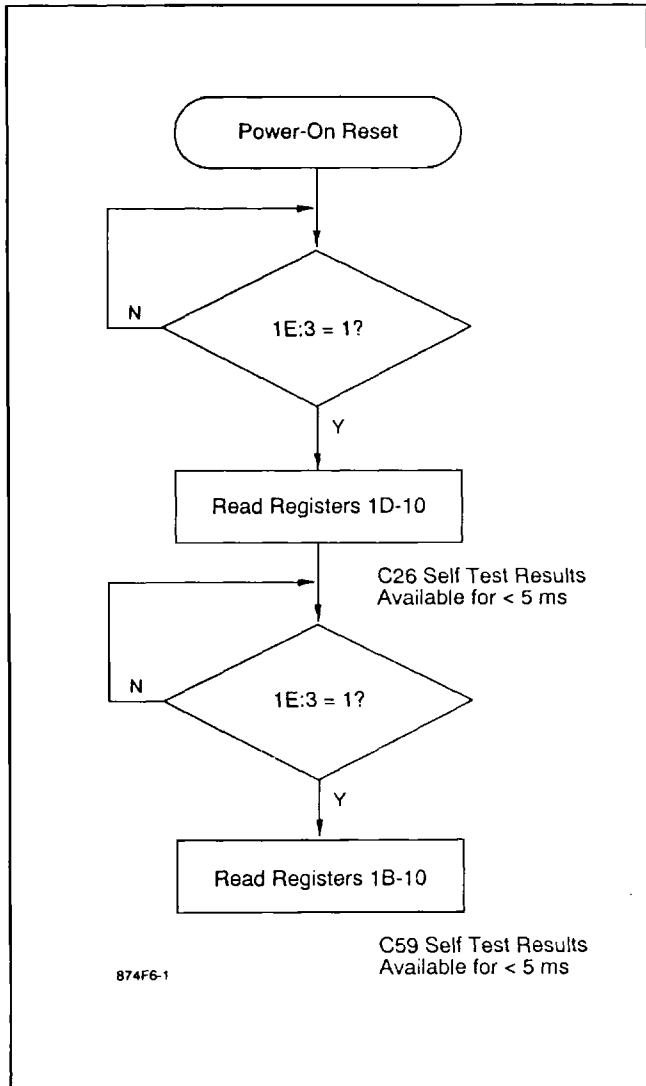 Power-On Reset
N
1E:3 = 1?
Y
Read Registers 1D-10
C26 Self Test Results
Available for < 5 ms
N
1E:3 = 1?
Y
Read Registers 1B-10
C59 Self Test Results
Available for < 5 ms
874F6-1